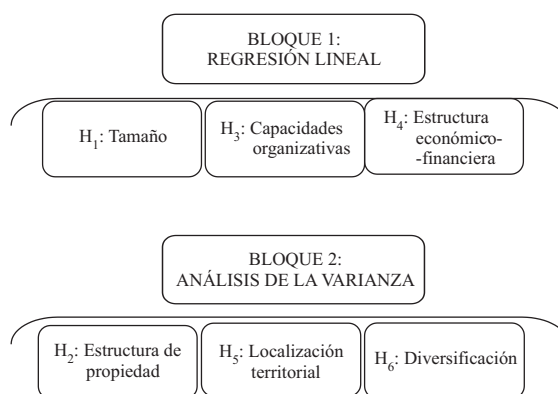 BLOQUE 1:
REGRESIÓN LINEAL
H1: Tamaño
H3: Capacidades
organizativas
H4: Estructura
económico-
-financiera
BLOQUE 2:
ANÁLISIS DE LA VARIANZA
H2: Estructura de
propiedad
H5: Localización
territorial
H6: Diversificación